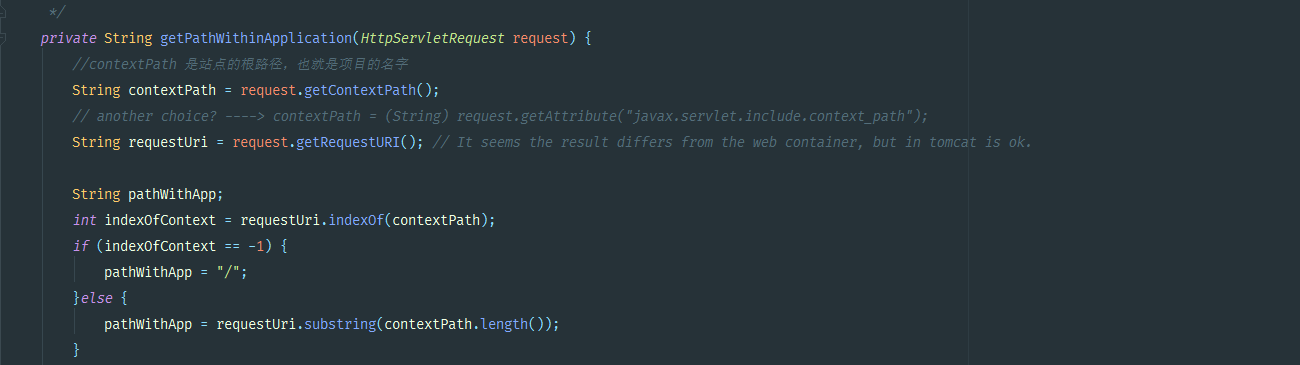 */
private String getPathWithinApplication(HttpServletRequest request) {
//contextPath 是站点的根路径，也就是项目的名字
String contextPath = request.getContextPath();
// another choice? ----> contextPath = (String) request.getAttribute("javax.servlet.include.context_path");
String requestUri = request.getRequestURI(); // It seems the result differs from the web container, but in tomcat is ok.
String pathWithApp;
int indexOfContext = requestUri.indexOf(contextPath);
if (indexOfContext == -1) {
pathWithApp = "/";
}else {
pathWithApp = requestUri.substring(contextPath.length());
}